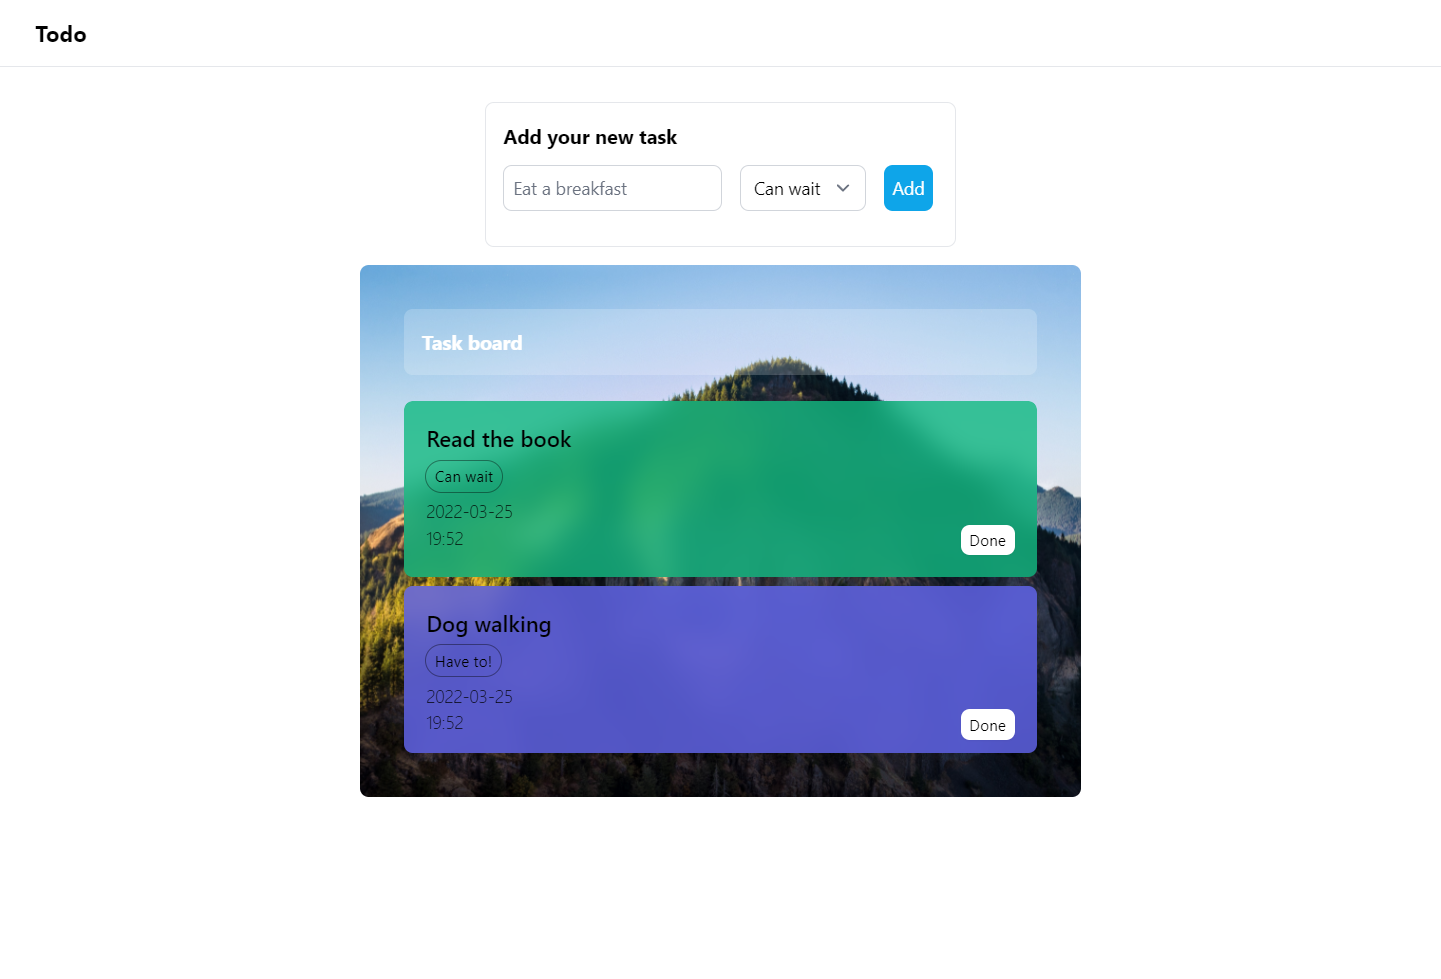 Todo
Add your new task
Eat a breakfast
Can wait
Add
Task board
Read the book
Can wait
2022-03-25
19:52
Done
Dog walking
Have to!
2022-03-25
19:52
Done